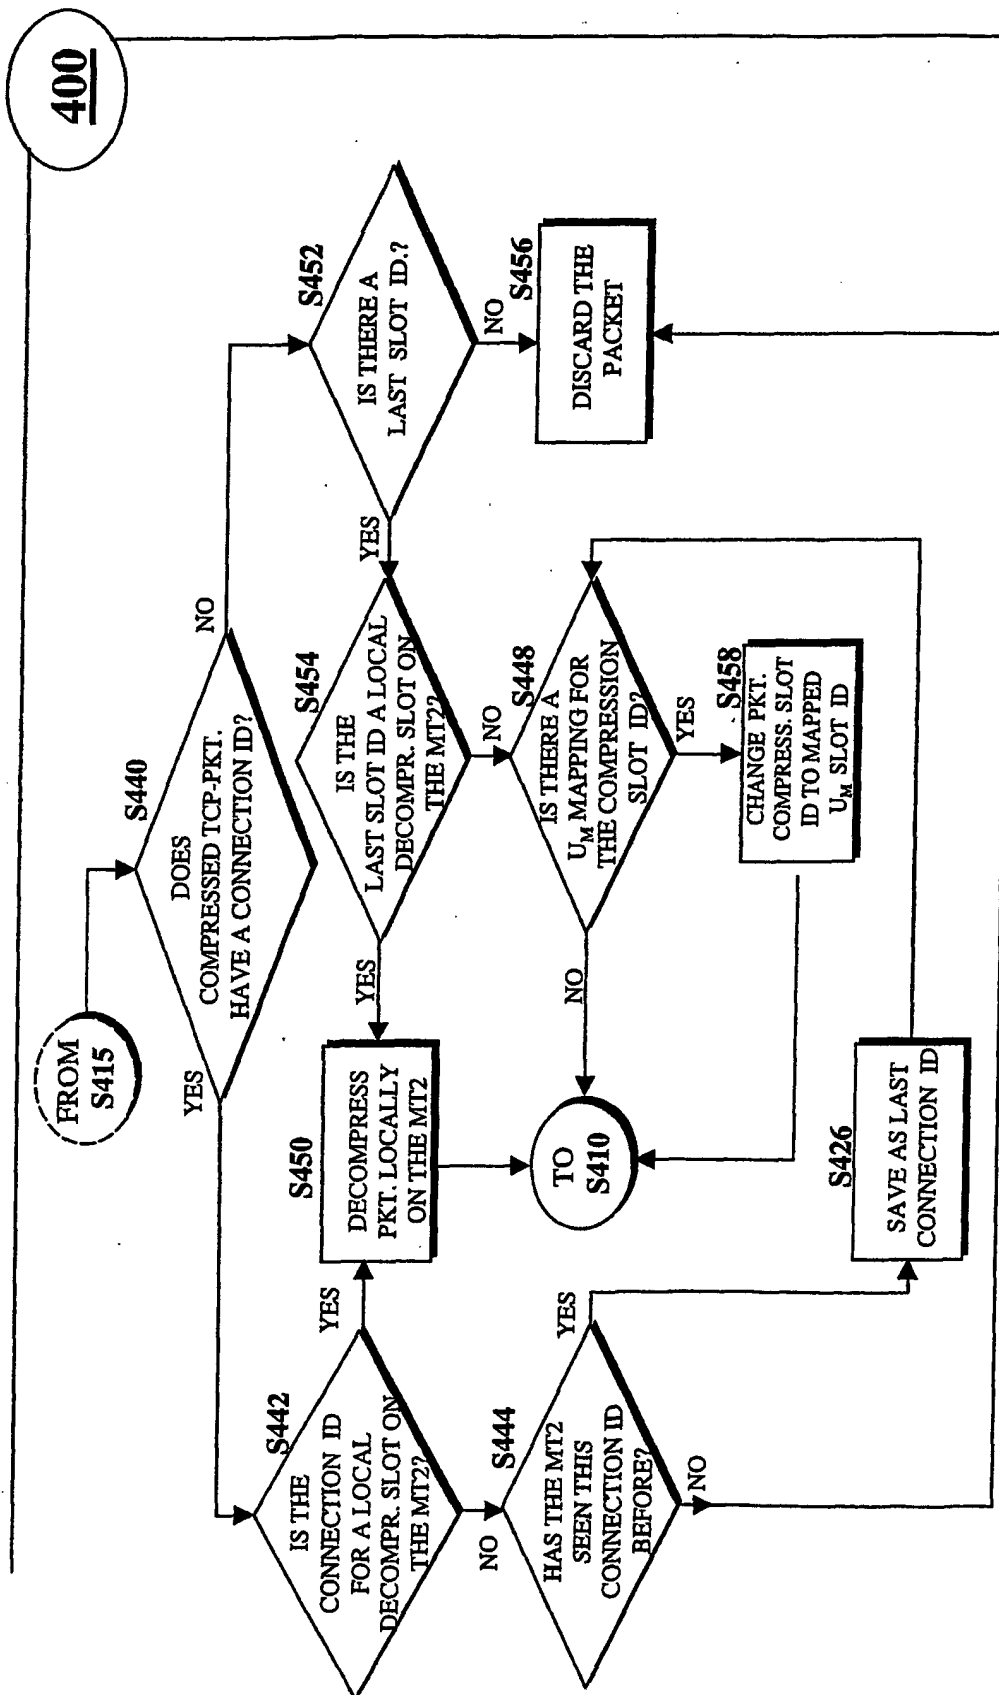 400
FROM
S415
S440
DOES
COMPRESSED TCP-PKT.
HAVE A CONNECTION ID?
YES
NO
S442
IS THE
CONNECTION ID
FOR A LOCAL
DECOMPR. SLOT ON
THE MT2?
YES
NO
S450
DECOMPRESS
PKT. LOCALLY
ON THE MT2
S454
IS THE
LAST SLOT ID A LOCAL
DECOMPR. SLOT ON
THE MT2?
YES
NO
S452
IS THERE A
LAST SLOT ID.?
YES
NO
S444
HAS THE MT2
SEEN THIS
CONNECTION ID
BEFORE?
YES
NO
TO
S410
S448
IS THERE A
UM MAPPING FOR
THE COMPRESSION
SLOT ID?
NO
YES
S456
DISCARD THE
PACKET
S458
CHANGE PKT.
COMPRESS. SLOT
ID TO MAPPED
UM SLOT ID
S426
SAVE AS LAST
CONNECTION ID